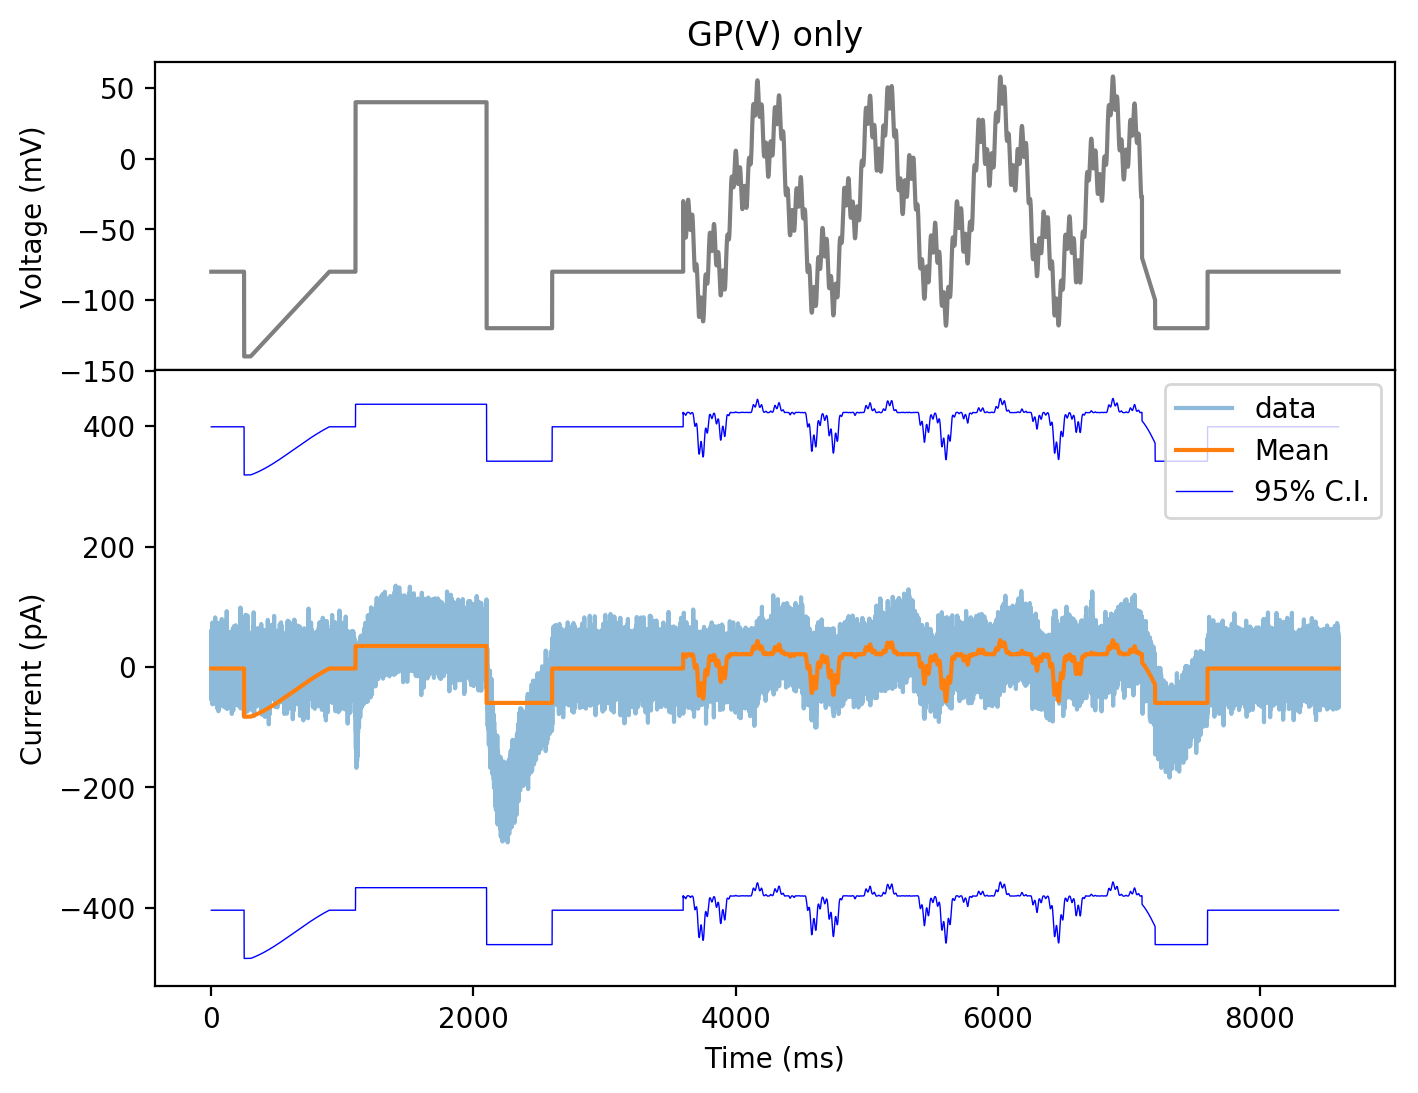 GP(V) only
50
0
−50
−100
−150
Voltage (mV)
400
200
0
−200
−400
Current (pA)
data
Mean
95% C.I.
0 2000 4000 6000 8000
Time (ms)